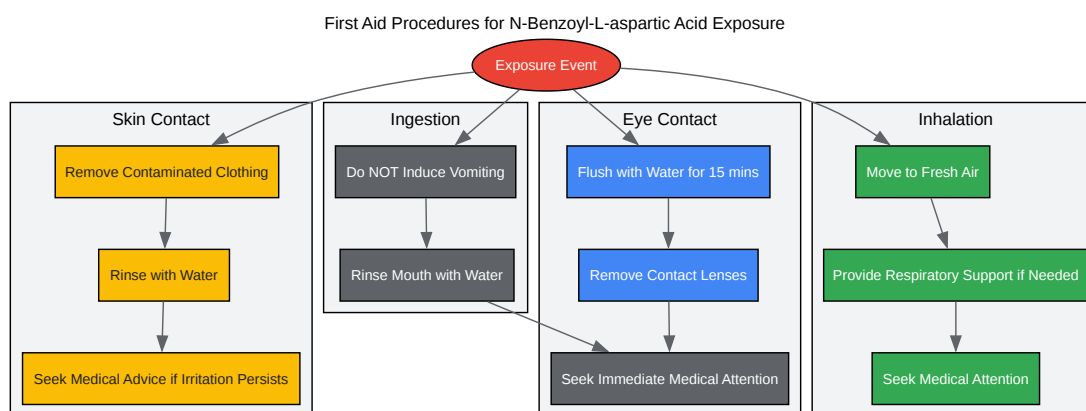 First Aid Procedures for N-Benzoyl-L-aspartic Acid Exposure
Exposure Event
Skin Contact
Remove Contaminated Clothing
Rinse with Water
Seek Medical Advice if Irritation Persists
Ingestion
Do NOT Induce Vomiting
Rinse Mouth with Water
Eye Contact
Flush with Water for 15 mins
Remove Contact Lenses
Seek Immediate Medical Attention
Inhalation
Move to Fresh Air
Provide Respiratory Support if Needed
Seek Medical Attention